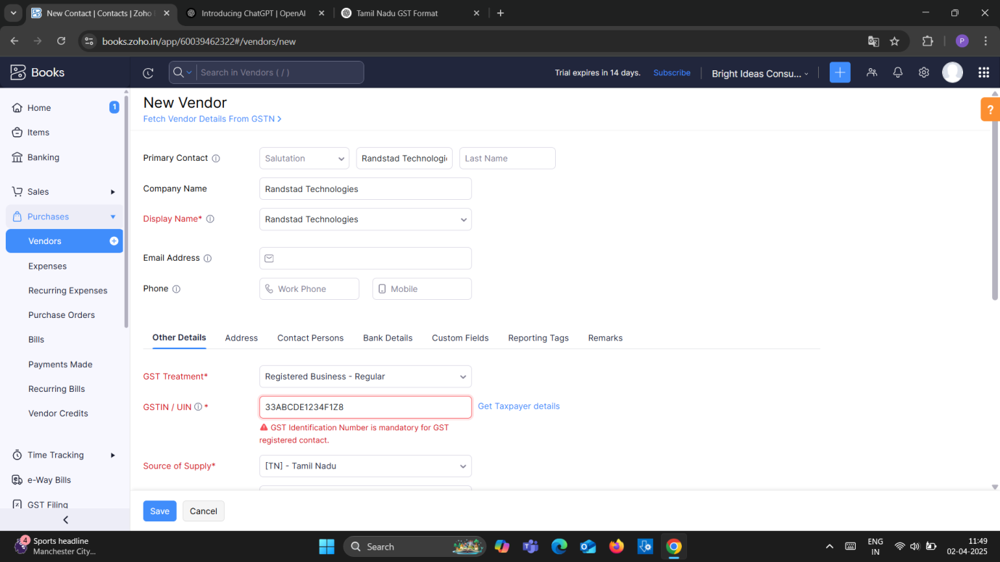 New Contact | Contacts | Zoho
Introducing ChatGPT | OpenAI
Tamil Nadu GST Format
books.zoho.in/app/60039462322#/vendors/new
P
Books
Search in Vendors ( / )
Trial expires in 14 days.
Subscribe
Bright Ideas Consu...
Home
1
Items
Banking
Sales
Purchases
Vendors
Expenses
Recurring Expenses
Purchase Orders
Bills
Payments Made
Recurring Bills
Vendor Credits
Time Tracking
e-Way Bills
GST Filing
New Vendor
Fetch Vendor Details From GSTN >
?
Primary Contact
Salutation
Randstad Technologi
Last Name
Company Name
Randstad Technologies
Display Name*
Randstad Technologies
Email Address
Phone
Work Phone
Mobile
Other Details
Address
Contact Persons
Bank Details
Custom Fields
Reporting Tags
Remarks
GST Treatment*
Registered Business - Regular
GSTIN / UIN *
33ABCDE1234F1Z8
Get Taxpayer details
GST Identification Number is mandatory for GST
registered contact.
Source of Supply*
[TN] - Tamil Nadu
Save
Cancel
4
Sports headline
Manchester City...
Search
ENG
IN
11:49
02-04-2025